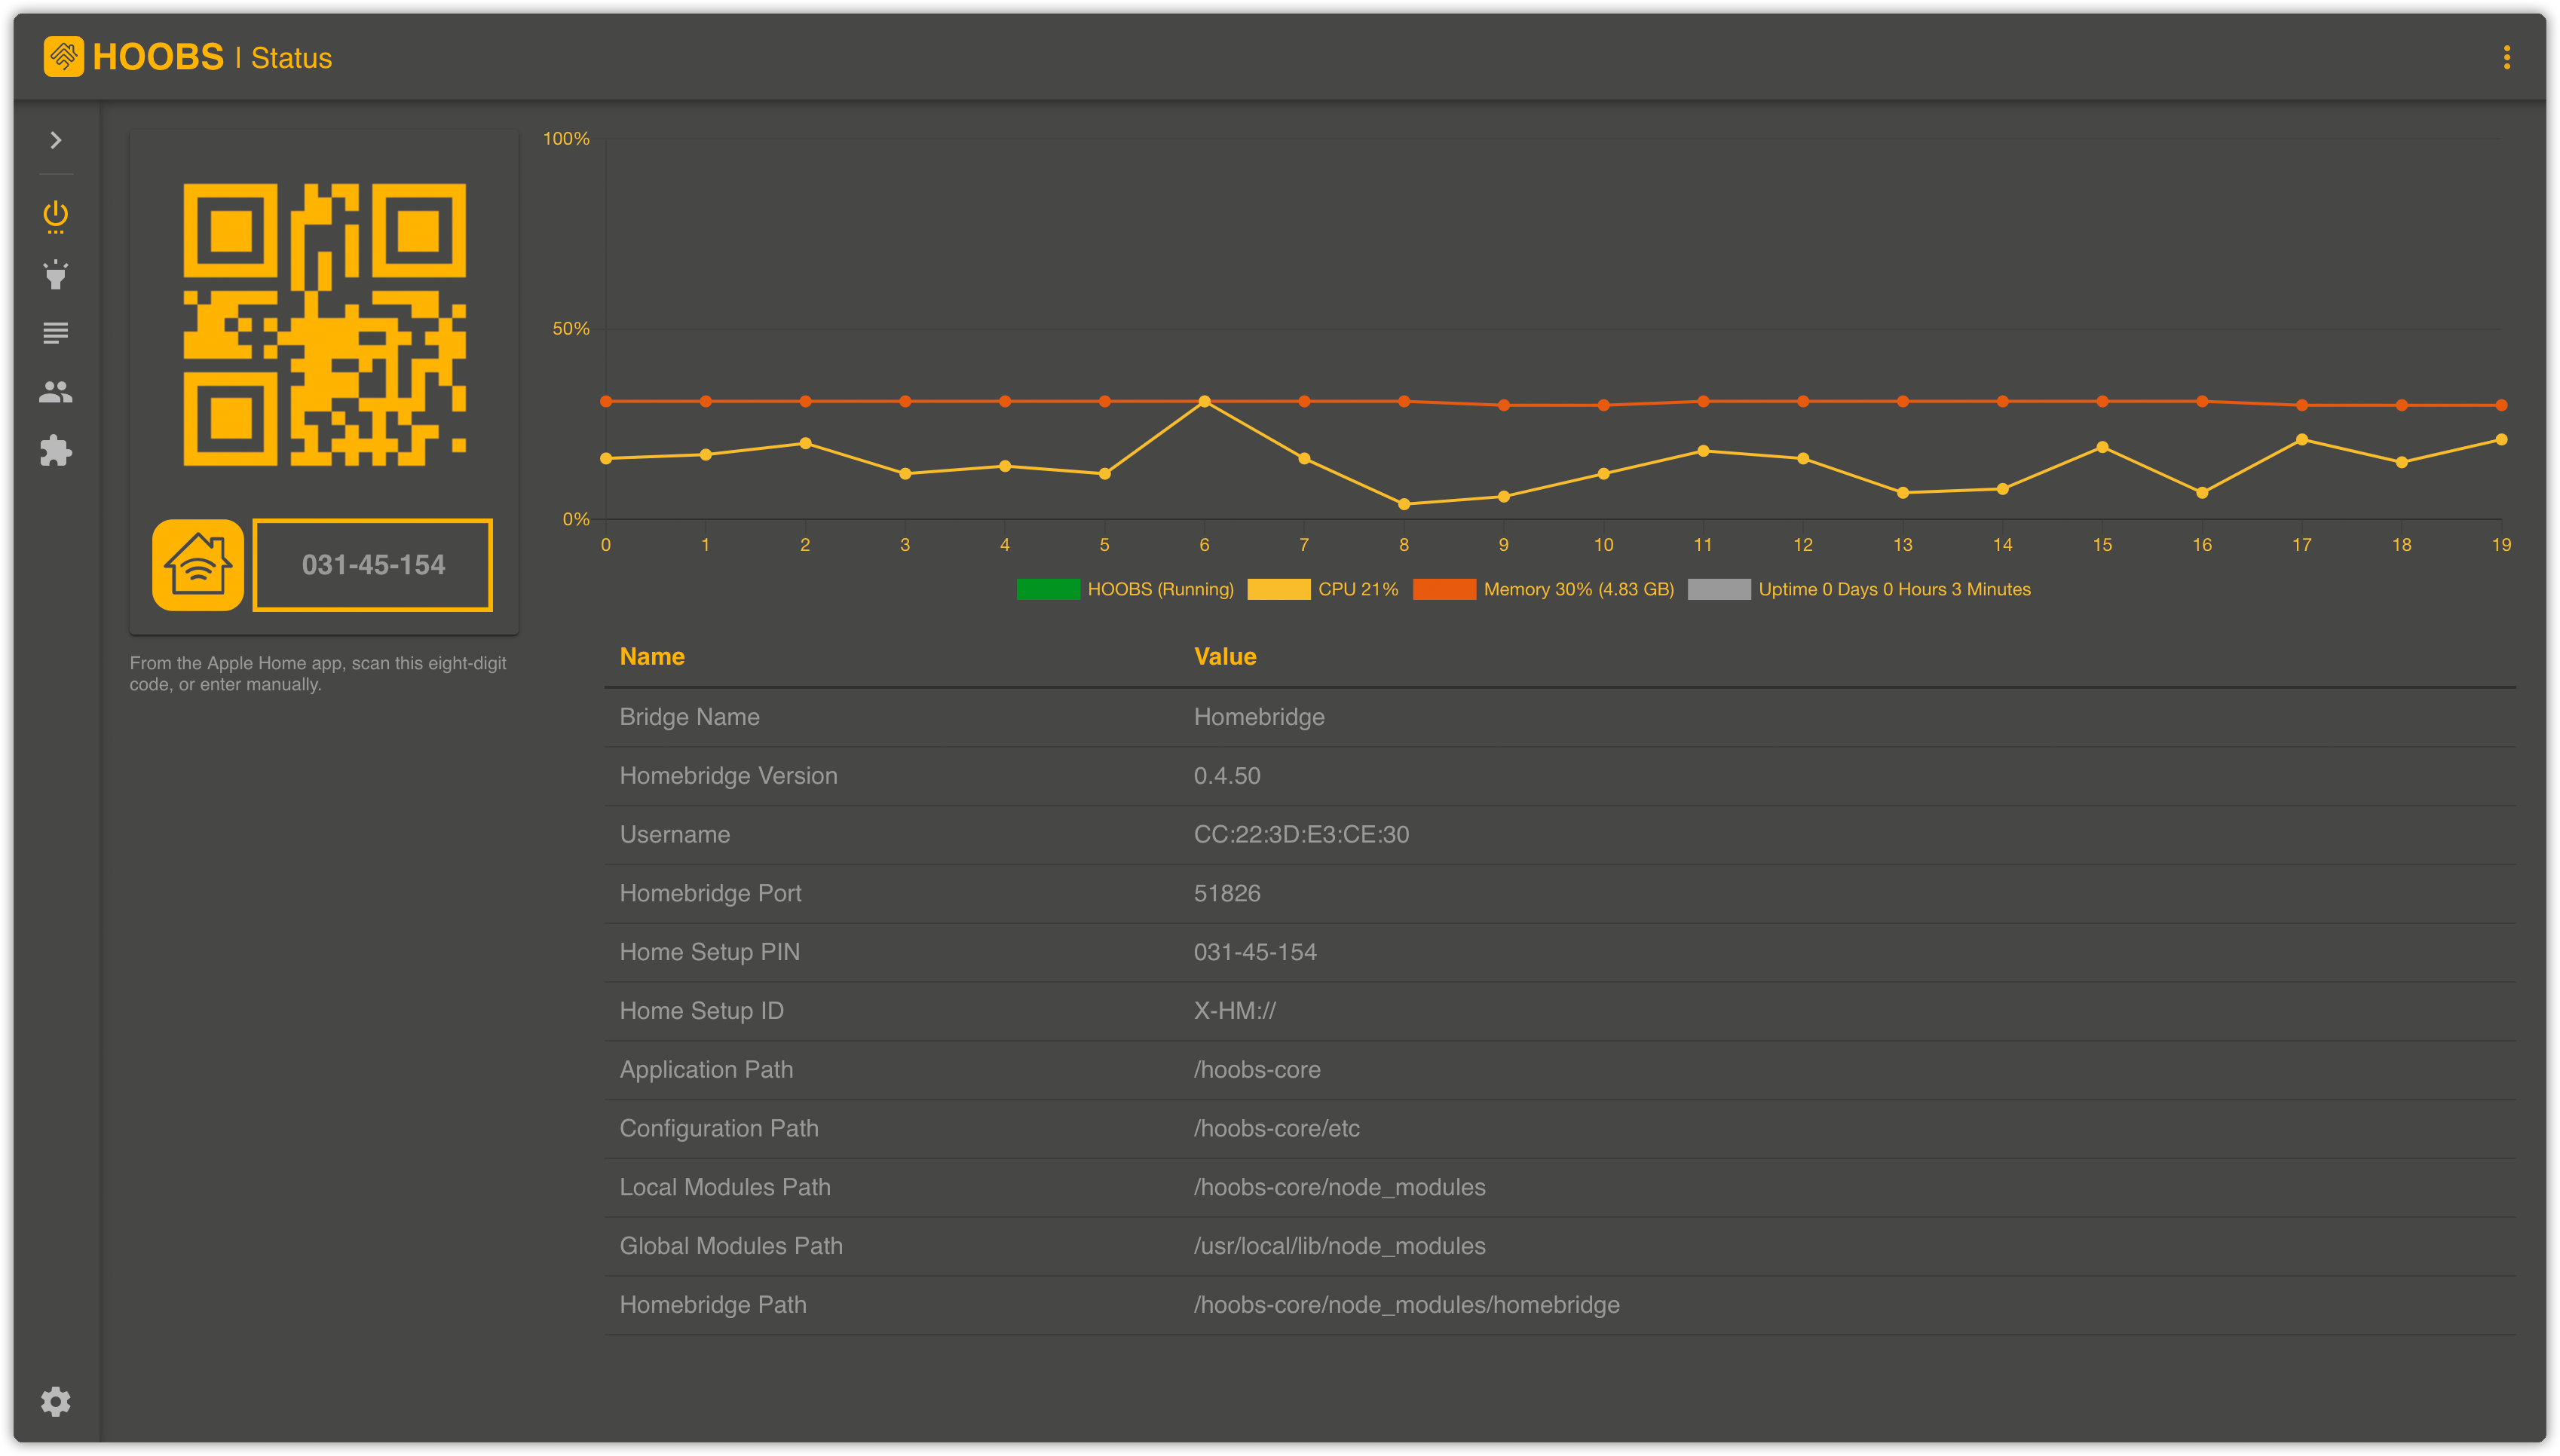 HOOBS | Status
031-45-154
From the Apple Home app, scan this eight-digit
code, or enter manually.
100%
50%
0%
0 1 2 3 4 5 6 7 8 9 10 11 12 13 14 15 16 17 18 19
HOOBS (Running) CPU 21% Memory 30% (4.83 GB) Uptime 0 Days 0 Hours 3 Minutes
Name Value
Bridge Name Homebridge
Homebridge Version 0.4.50
Username CC:22:3D:E3:CE:30
Homebridge Port 51826
Home Setup PIN 031-45-154
Home Setup ID X-HM://
Application Path /hoobs-core
Configuration Path /hoobs-core/etc
Local Modules Path /hoobs-core/node_modules
Global Modules Path /usr/local/lib/node_modules
Homebridge Path /hoobs-core/node_modules/homebridge